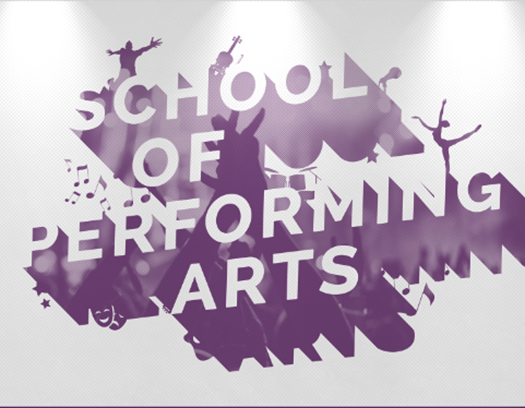 SCHOOL
OF
PERFORMING
ARTS